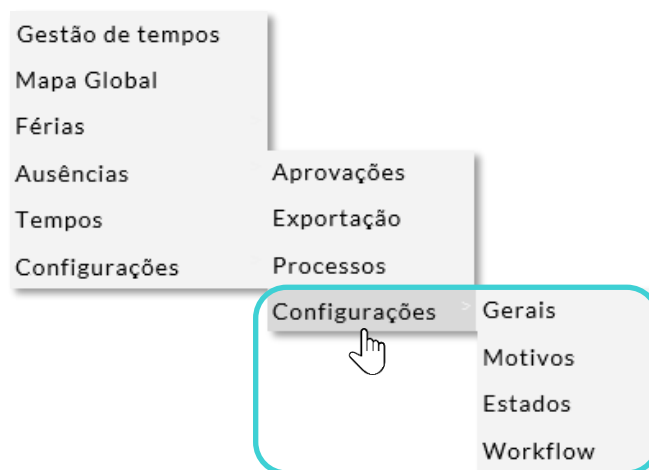 Gestão de tempos
Mapa Global
Férias
Ausências
Tempos
Configurações
Aprovações
Exportação
Processos
Configurações >
Gerais
Motivos
Estados
Workflow